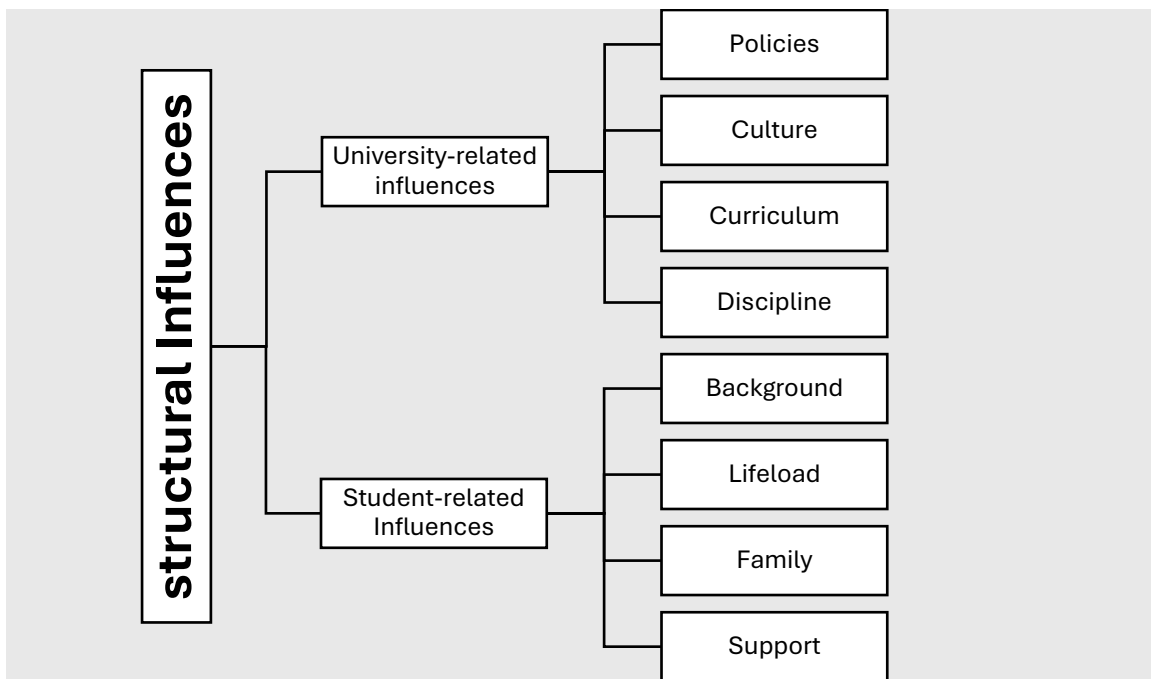 structural Influences
University-related
influences
Student-related
Influences
Policies
Culture
Curriculum
Discipline
Background
Lifeload
Family
Support